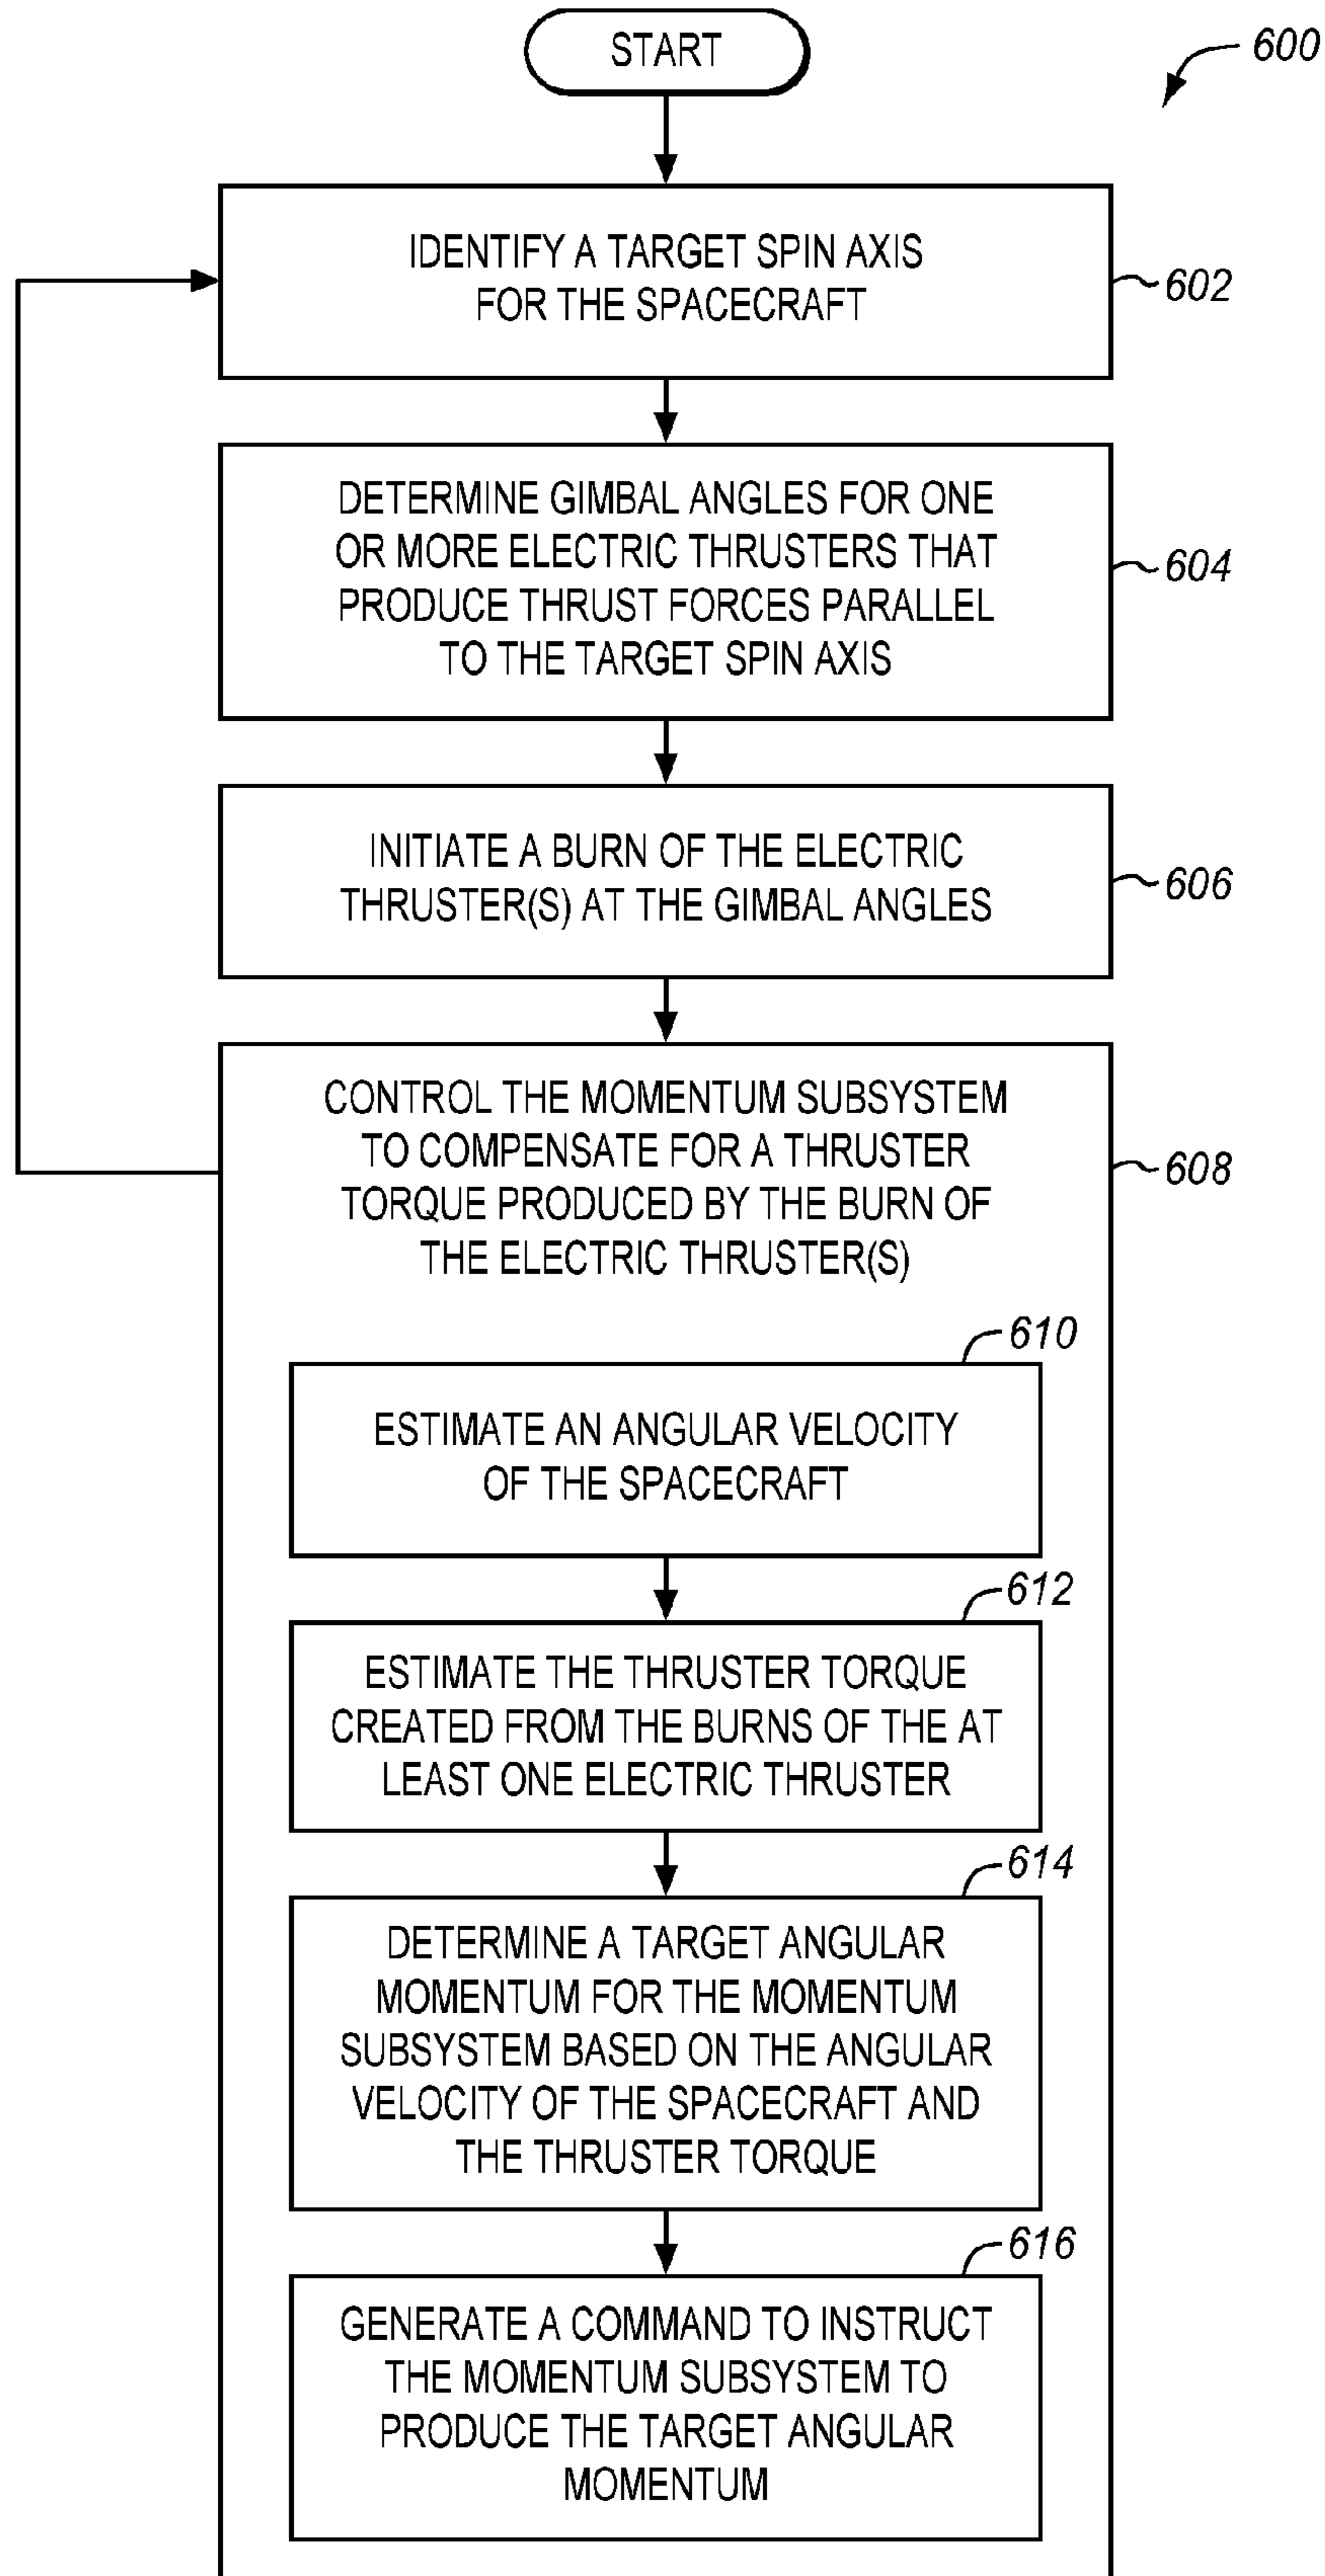 START
600
IDENTIFY A TARGET SPIN AXIS
FOR THE SPACECRAFT
602
DETERMINE GIMBAL ANGLES FOR ONE
OR MORE ELECTRIC THRUSTERS THAT
PRODUCE THRUST FORCES PARALLEL
TO THE TARGET SPIN AXIS
604
INITIATE A BURN OF THE ELECTRIC
THRUSTER(S) AT THE GIMBAL ANGLES
606
CONTROL THE MOMENTUM SUBSYSTEM
TO COMPENSATE FOR A THRUSTER
TORQUE PRODUCED BY THE BURN OF
THE ELECTRIC THRUSTER(S)
608
610
ESTIMATE AN ANGULAR VELOCITY
OF THE SPACECRAFT
612
ESTIMATE THE THRUSTER TORQUE
CREATED FROM THE BURNS OF THE AT
LEAST ONE ELECTRIC THRUSTER
614
DETERMINE A TARGET ANGULAR
MOMENTUM FOR THE MOMENTUM
SUBSYSTEM BASED ON THE ANGULAR
VELOCITY OF THE SPACECRAFT AND
THE THRUSTER TORQUE
616
GENERATE A COMMAND TO INSTRUCT
THE MOMENTUM SUBSYSTEM TO
PRODUCE THE TARGET ANGULAR
MOMENTUM